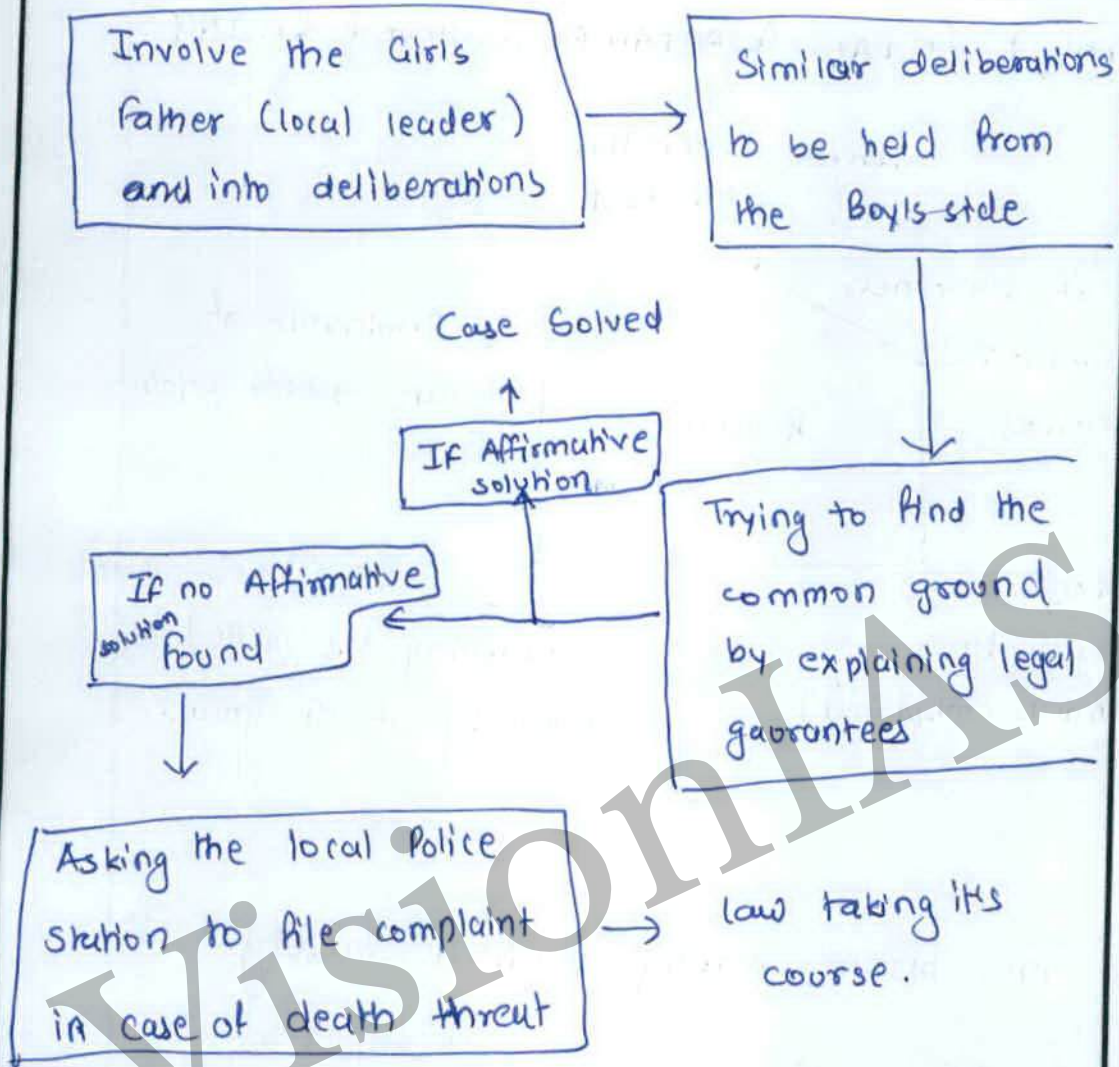 Involve the Girls
father (local leader)
and into deliberations
Similar deliberations
to be held from
the Boy's side
Trying to find the
common ground
by explaining legal
gaurantees
If Affirmative
solution
Case Solved
If no Affirmative
solution
found
Asking the local Police
station to file complaint
in case of death threat
law taking it's
course.
VisionIAS